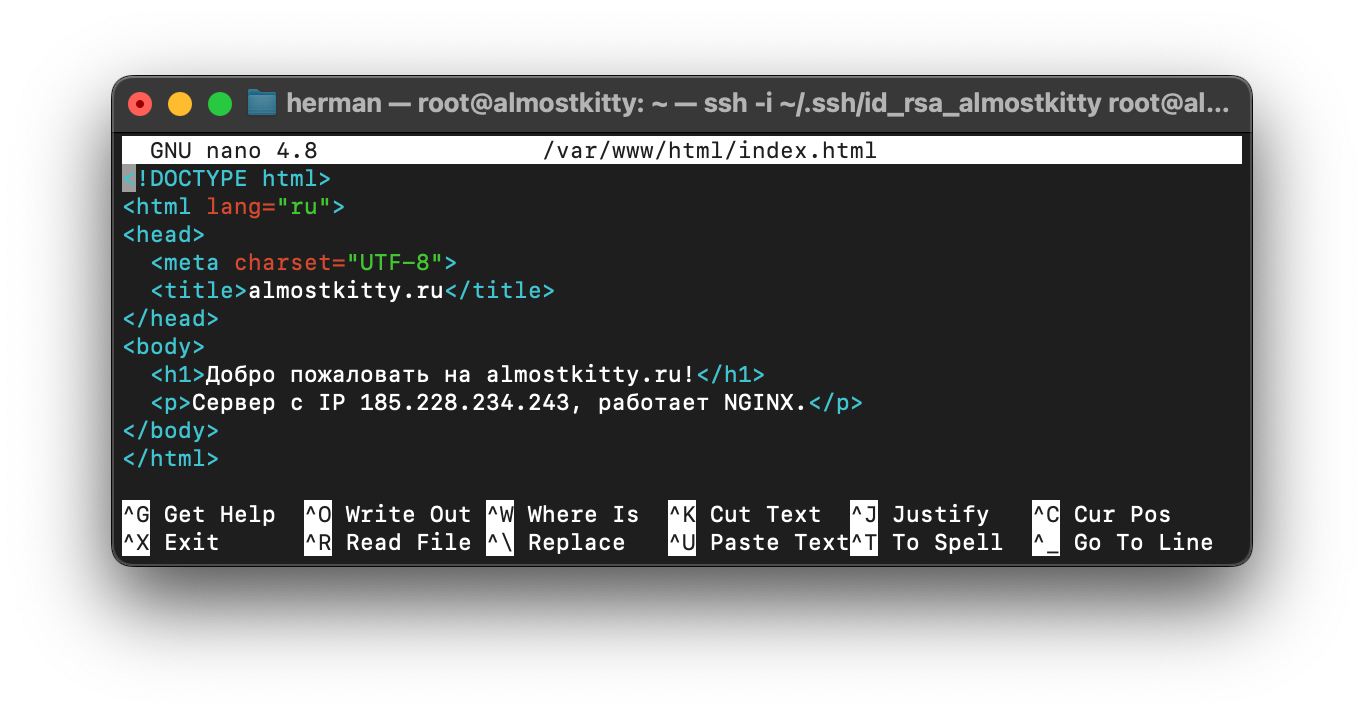 herman — root@almostkitty: ~ — ssh -i ~/.ssh/id_rsa_almostkitty root@al...
GNU nano 4.8 /var/www/html/index.html
<!DOCTYPE html>
<html lang="ru">
<head>
  <meta charset="UTF-8">
  <title>almostkitty.ru</title>
</head>
<body>
  <h1>Добро пожаловать на almostkitty.ru!</h1>
  <p>Сервер с IP 185.228.234.243, работает NGINX.</p>
</body>
</html>
^G Get Help ^O Write Out ^W Where Is ^K Cut Text ^J Justify ^C Cur Pos
^X Exit ^R Read File ^\ Replace ^U Paste Text ^T To Spell ^_ Go To Line